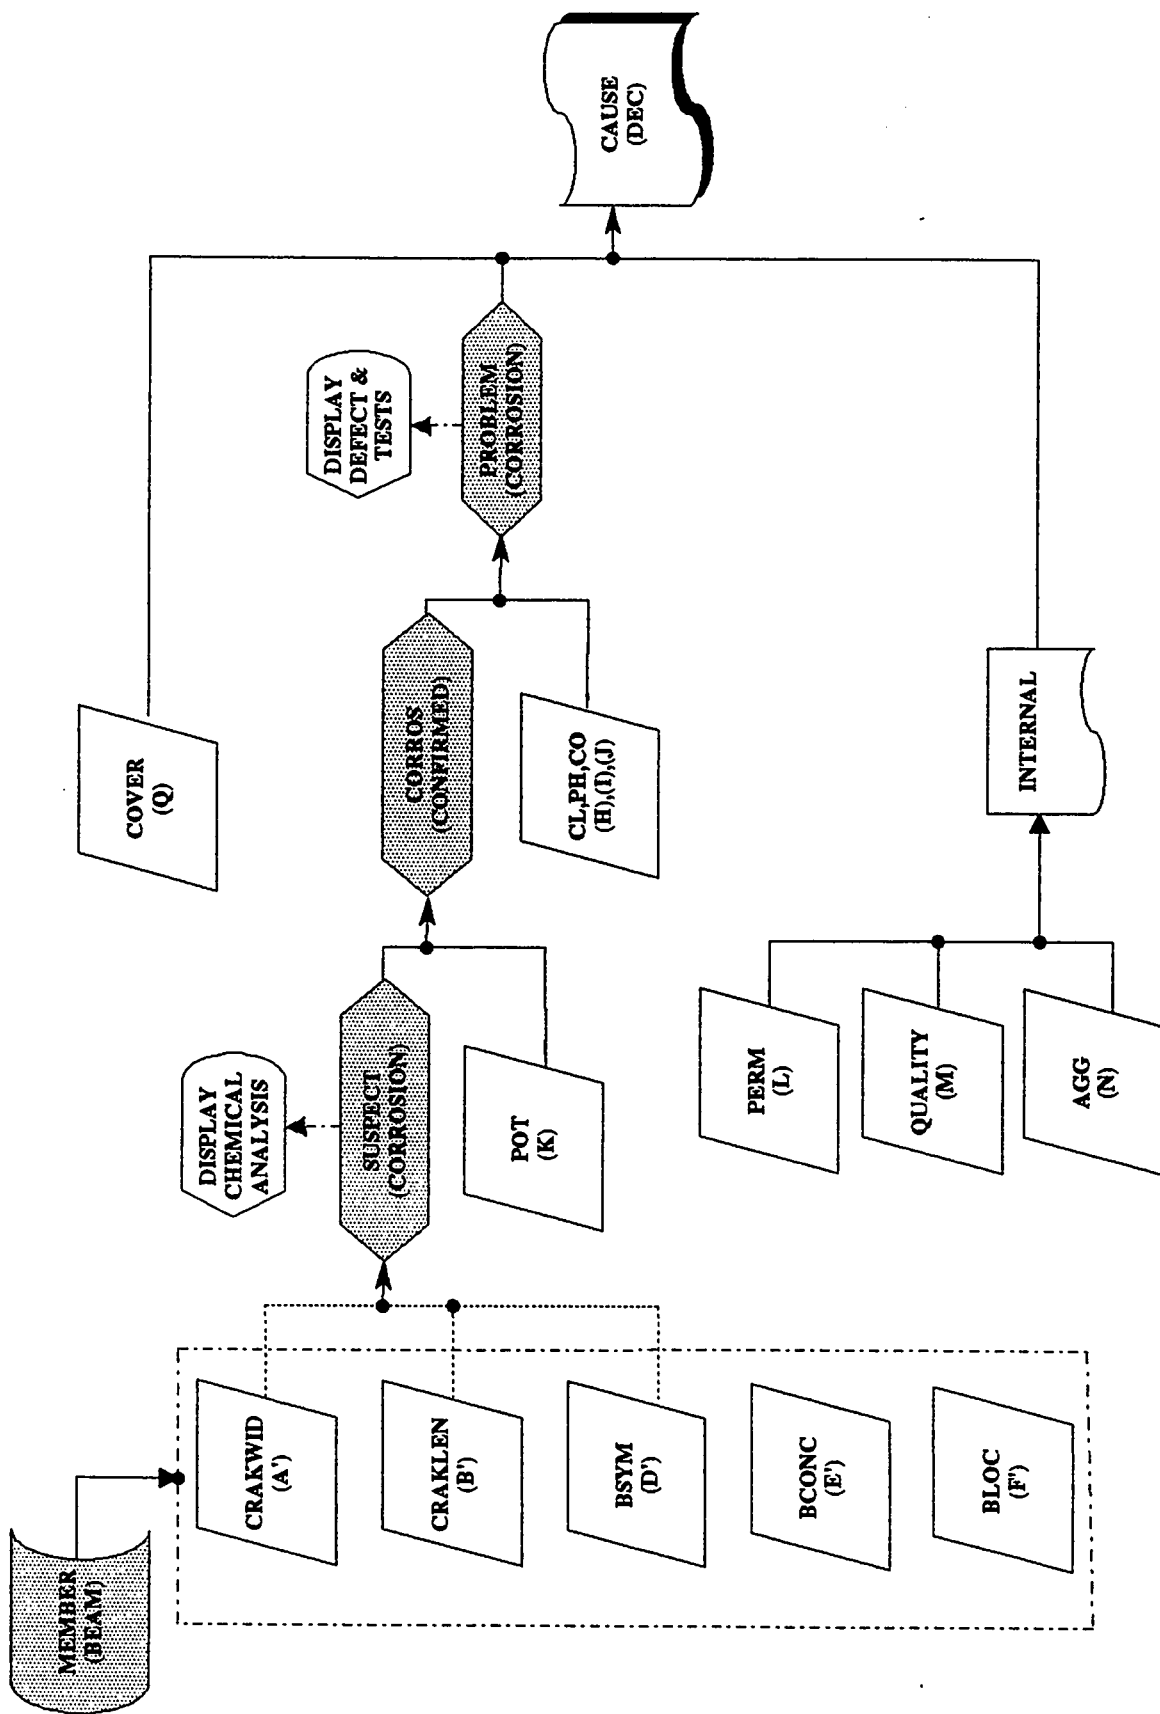 MEMBER
(BEAM)
CRAKWID
(A')
CRAKLEN
(B')
BSYM
(D')
BCONC
(E')
BLOC
(F')
DISPLAY
CHEMICAL
ANALYSIS
SUSPECT
(CORROSION)
POT
(K)
PERM
(L)
QUALITY
(M)
AGG
(N)
COVER
(Q)
CORROS
(CONFIRMED)
CL,PH,CO
(H),(I),(J)
INTERNAL
DISPLAY
DEFECT &
TESTS
PROBLEM
(CORROSION)
CAUSE
(DEC)